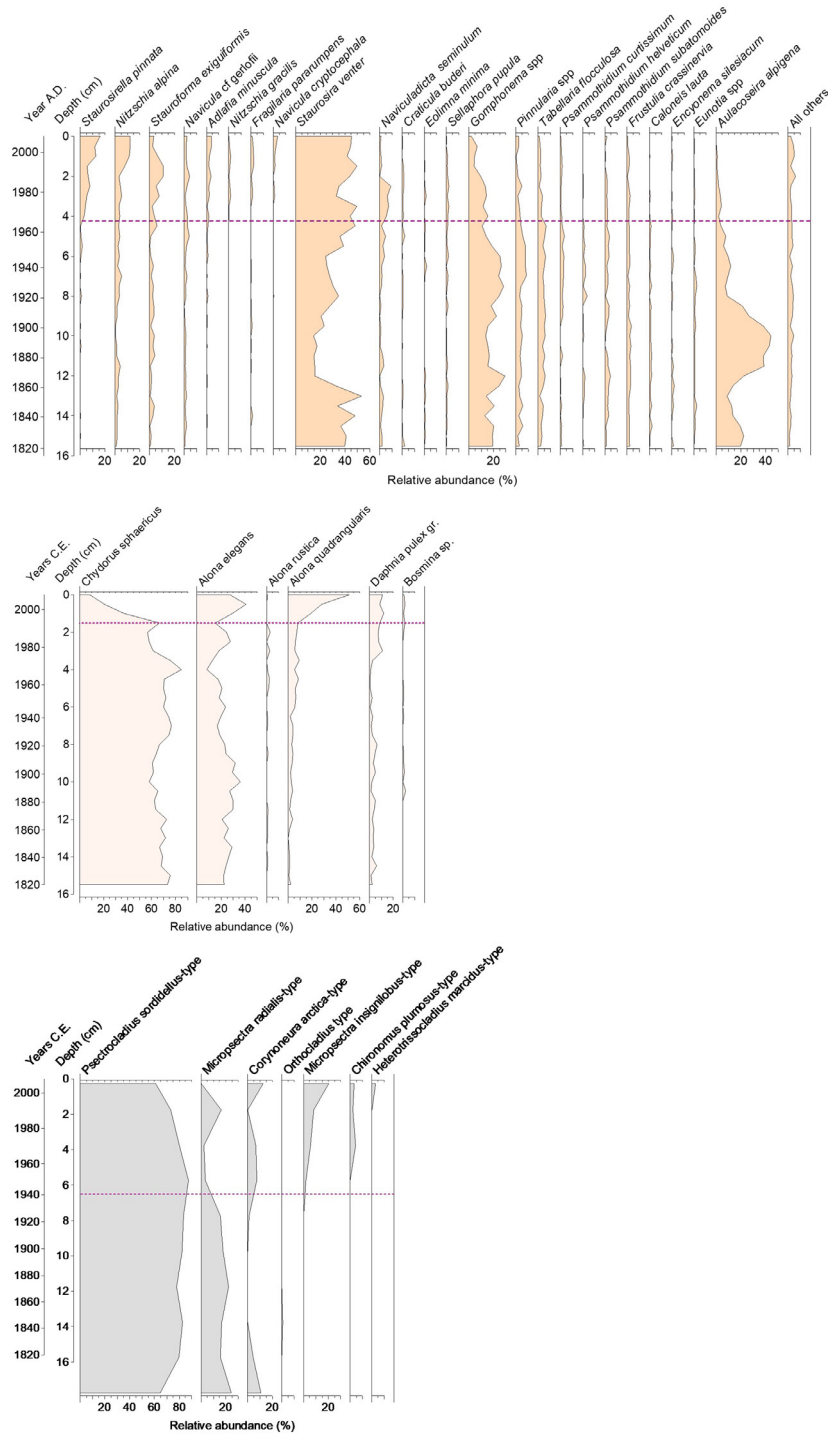 Year A.D.
Depth (cm)
Staurosirella pinnata
Nitzschia alpina
Stauroforma exiguiformis
Navicula cf gerloffi
Adlafia minuscula
Nitzschia gracilis
Fragilaria pararumpens
Navicula cryptocephala
Staurosira venter
Naviculadicta seminulum
Craticula buderi
Eolimna minima
Sellaphora pupula
Gomphonema spp
Pinnularia spp
Tabellaria flocculosa
Psammothidium curtissimum
Psammothidium helveticum
Psammothidium subatomoides
Frustulia crassinervia
Caloneis lauta
Encyonema silesiacum
Eunotia spp
Aulacoseira alpigena
All others
0
2000
2
1980
4
1960
1940 6
1920 8
1900
10
1880
12
1860
1840 14
1820 16
20 20 20 20 40 60 20 20 40
Relative abundance (%)
Years C.E.
Depth (cm)
Chydorus sphaericus
Alona elegans
Alona rustica
Alona quadrangularis
Daphnia pulex gr.
Bosmina sp.
0
2000
2
1980
4
1960
6
1940
1920 8
1900
10
1880
12
1860
1840 14
1820
16
20 40 60 80 20 40 20 40 60 20
Relative abundance (%)
Years C.E.
Depth (cm)
Psectrocladius sordidellus-type
Micropsectra radialis-type
Corynoneura arctica-type
Orthocladius type
Micropsectra insignilobus-type
Chironomus plumosus-type
Heterotrissocladius marcidus-type
0
2000
2
1980
4
1960
6
1940
1920 8
1900 10
1880
12
1860
1840 14
1820 16
20 40 60 80 20 20 20
Relative abundance (%)